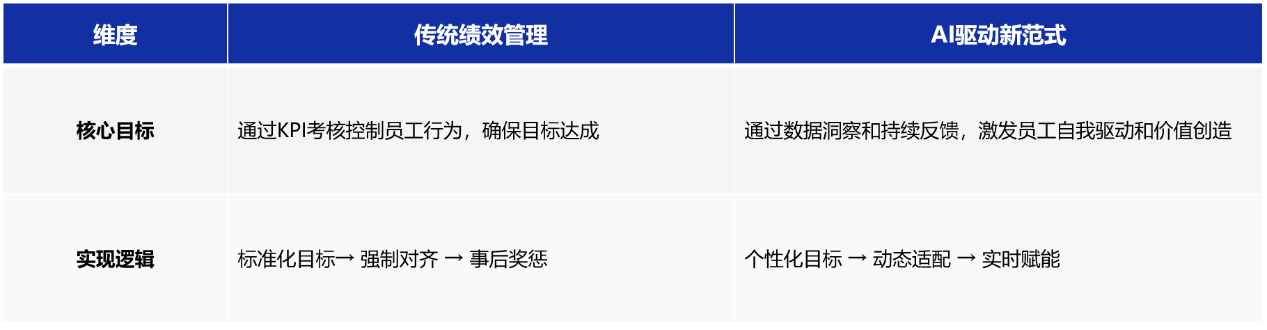 维度 传统绩效管理 AI驱动新范式
核心目标 通过KPI考核控制员工行为，确保目标达成 通过数据洞察和持续反馈，激发员工自我驱动和价值创造
实现逻辑 标准化目标→ 强制对齐 → 事后奖惩 个性化目标 → 动态适配 → 实时赋能